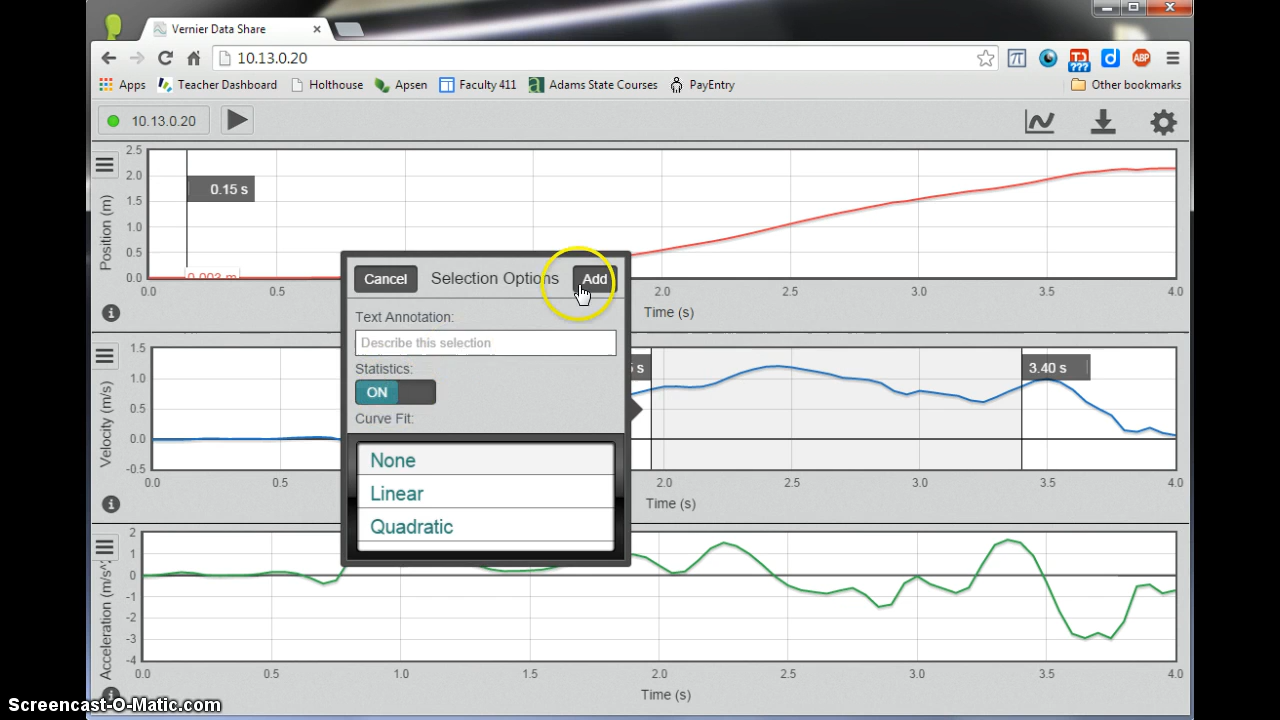 Vernier Data Share
10.13.0.20
Apps Teacher Dashboard Holthouse Apsen Faculty 411 Adams State Courses PayEntry Other bookmarks
10.13.0.20
2.5
2.0
1.5
1.0
0.5
0.0
Position (m)
0.15 s
0.003 m
0.0 0.5 2.0 2.5 3.0 3.5 4.0
Time (s)
Cancel Selection Options Add
Text Annotation:
Describe this selection
Statistics:
ON
Curve Fit:
None
Linear
Quadratic
1.5
1.0
0.5
0.0
-0.5
Velocity (m/s)
s
3.40 s
0.0 0.5 2.0 2.5 3.0 3.5 4.0
Time (s)
2
1
0
-1
-2
-3
-4
Acceleration (m/s^
0.0 0.5 1.0 1.5 2.0 2.5 3.0 3.5 4.0
Time (s)
Screencast-O-Matic.com